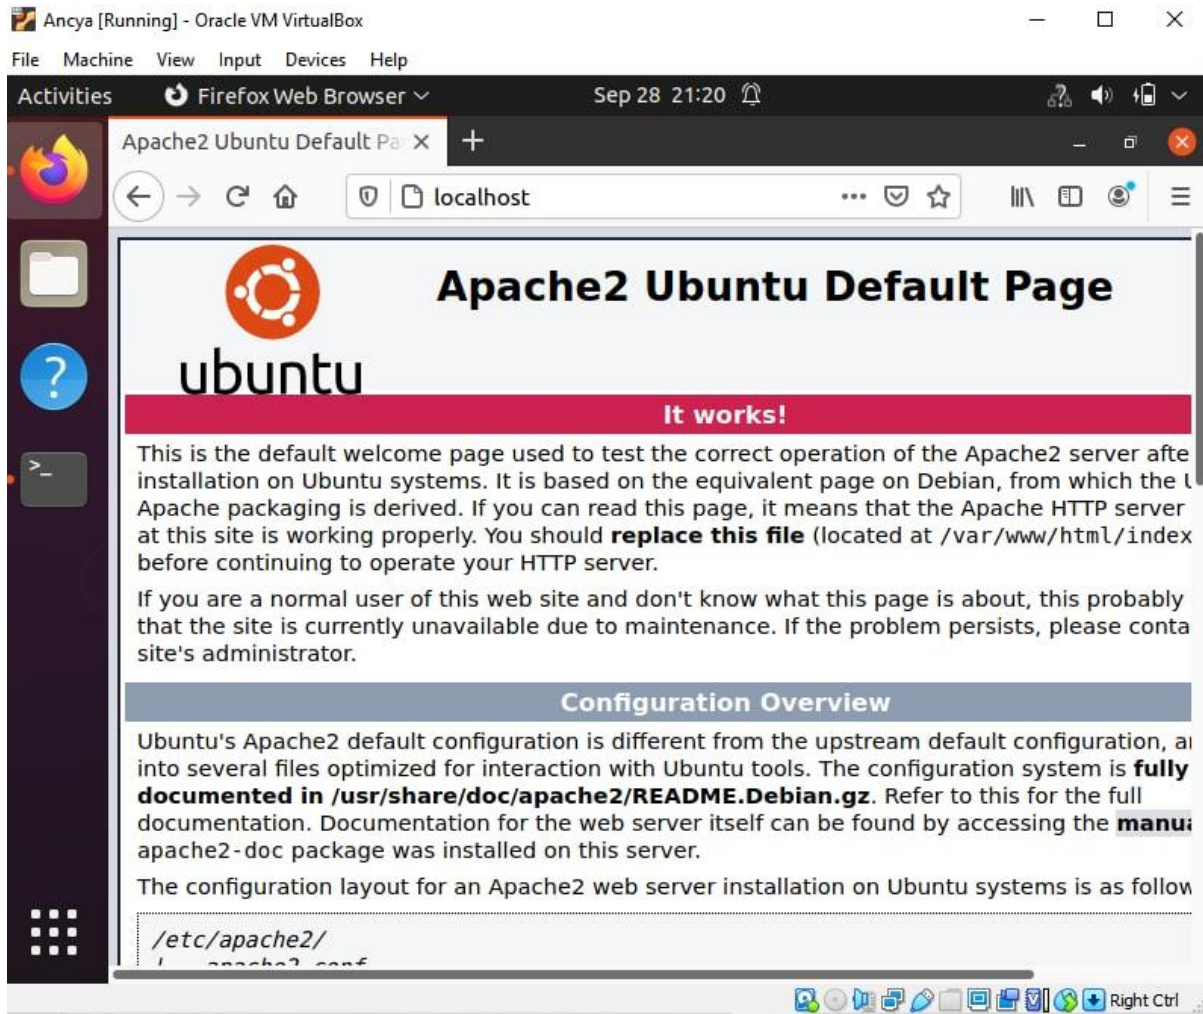 Ancya [Running] - Oracle VM VirtualBox
File Machine View Input Devices Help
Activities Firefox Web Browser Sep 28 21:20
Apache2 Ubuntu Default Pa
localhost
ubuntu
Apache2 Ubuntu Default Page
It works!
This is the default welcome page used to test the correct operation of the Apache2 server afte
installation on Ubuntu systems. It is based on the equivalent page on Debian, from which the U
Apache packaging is derived. If you can read this page, it means that the Apache HTTP server
at this site is working properly. You should replace this file (located at /var/www/html/index
before continuing to operate your HTTP server.
If you are a normal user of this web site and don't know what this page is about, this probably
that the site is currently unavailable due to maintenance. If the problem persists, please conta
site's administrator.
Configuration Overview
Ubuntu's Apache2 default configuration is different from the upstream default configuration, an
into several files optimized for interaction with Ubuntu tools. The configuration system is fully
documented in /usr/share/doc/apache2/README.Debian.gz. Refer to this for the full
documentation. Documentation for the web server itself can be found by accessing the manua
apache2-doc package was installed on this server.
The configuration layout for an Apache2 web server installation on Ubuntu systems is as follow
/etc/apache2/
apache2.conf
Right Ctrl